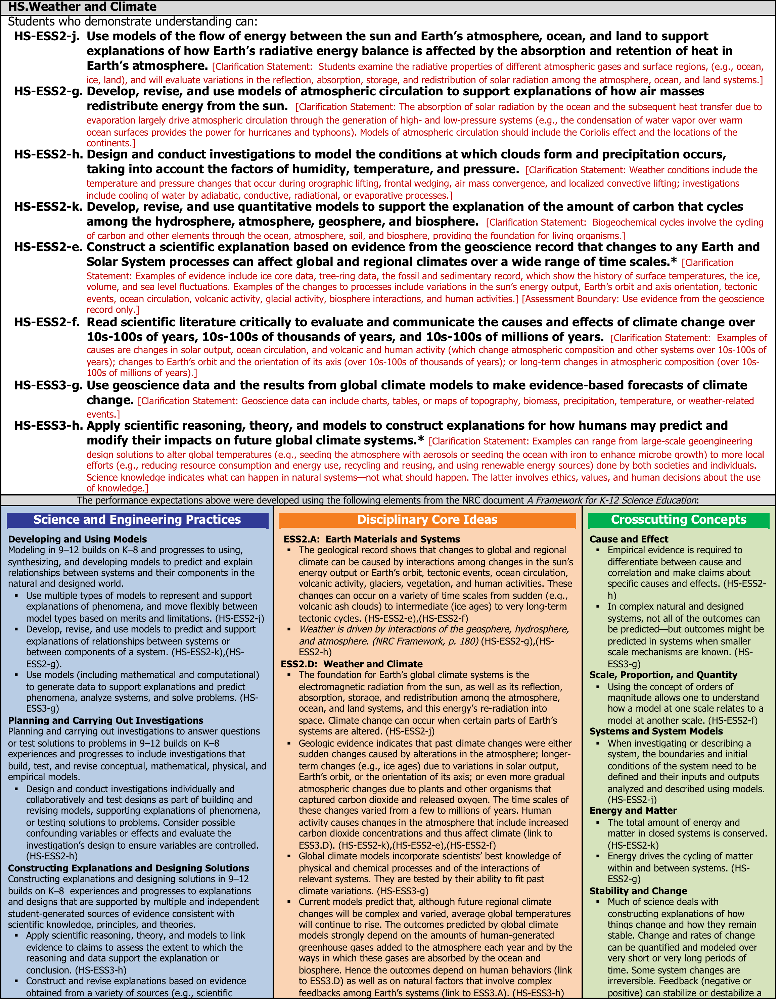 HS.Weather and Climate
Students who demonstrate understanding can:
HS-ESS2-j. Use models of the flow of energy between the sun and Earth’s atmosphere, ocean, and land to support
explanations of how Earth’s radiative energy balance is affected by the absorption and retention of heat in
Earth’s atmosphere. [Clarification Statement: Students examine the radiative properties of different atmospheric gases and surface regions, (e.g., ocean,
ice, land), and will evaluate variations in the reflection, absorption, storage, and redistribution of solar radiation among the atmosphere, ocean, and land systems.]
HS-ESS2-g. Develop, revise, and use models of atmospheric circulation to support explanations of how air masses
redistribute energy from the sun. [Clarification Statement: The absorption of solar radiation by the ocean and the subsequent heat transfer due to
evaporation largely drive atmospheric circulation through the generation of high- and low-pressure systems (e.g., the condensation of water vapor over warm
ocean surfaces provides the power for hurricanes and typhoons). Models of atmospheric circulation should include the Coriolis effect and the locations of the
continents.]
HS-ESS2-h. Design and conduct investigations to model the conditions at which clouds form and precipitation occurs,
taking into account the factors of humidity, temperature, and pressure. [Clarification Statement: Weather conditions include the
temperature and pressure changes that occur during orographic lifting, frontal wedging, air mass convergence, and localized convective lifting; investigations
include cooling of water by adiabatic, conductive, radiational, or evaporative processes.]
HS-ESS2-k. Develop, revise, and use quantitative models to support the explanation of the amount of carbon that cycles
among the hydrosphere, atmosphere, geosphere, and biosphere. [Clarification Statement: Biogeochemical cycles involve the cycling
of carbon and other elements through the ocean, atmosphere, soil, and biosphere, providing the foundation for living organisms.]
HS-ESS2-e. Construct a scientific explanation based on evidence from the geoscience record that changes to any Earth and
Solar System processes can affect global and regional climates over a wide range of time scales.* [Clarification
Statement: Examples of evidence include ice core data, tree-ring data, the fossil and sedimentary record, which show the history of surface temperatures, the ice,
volume, and sea level fluctuations. Examples of the changes to processes include variations in the sun’s energy output, Earth’s orbit and axis orientation, tectonic
events, ocean circulation, volcanic activity, glacial activity, biosphere interactions, and human activities.] [Assessment Boundary: Use evidence from the geoscience
record only.]
HS-ESS2-f. Read scientific literature critically to evaluate and communicate the causes and effects of climate change over
10s-100s of years, 10s-100s of thousands of years, and 10s-100s of millions of years. [Clarification Statement: Examples of
causes are changes in solar output, ocean circulation, and volcanic and human activity (which change atmospheric composition and other systems over 10s-100s of
years); changes to Earth’s orbit and the orientation of its axis (over 10s-100s of thousands of years); or long-term changes in atmospheric composition (over 10s-
100s of millions of years).]
HS-ESS3-g. Use geoscience data and the results from global climate models to make evidence-based forecasts of climate
change. [Clarification Statement: Geoscience data can include charts, tables, or maps of topography, biomass, precipitation, temperature, or weather-related
events.]
HS-ESS3-h. Apply scientific reasoning, theory, and models to construct explanations for how humans may predict and
modify their impacts on future global climate systems.* [Clarification Statement: Examples can range from large-scale geoengineering
design solutions to alter global temperatures (e.g., seeding the atmosphere with aerosols or seeding the ocean with iron to enhance microbe growth) to more local
efforts (e.g., reducing resource consumption and energy use, recycling and reusing, and using renewable energy sources) done by both societies and individuals.
Science knowledge indicates what can happen in natural systems—not what should happen. The latter involves ethics, values, and human decisions about the use
of knowledge.]
The performance expectations above were developed using the following elements from the NRC document A Framework for K-12 Science Education:
Science and Engineering Practices
Developing and Using Models
Modeling in 9–12 builds on K–8 and progresses to using,
synthesizing, and developing models to predict and explain
relationships between systems and their components in the
natural and designed world.
▪ Use multiple types of models to represent and support
explanations of phenomena, and move flexibly between
model types based on merits and limitations. (HS-ESS2-j)
▪ Develop, revise, and use models to predict and support
explanations of relationships between systems or
between components of a system. (HS-ESS2-k),(HS-
ESS2-g).
▪ Use models (including mathematical and computational)
to generate data to support explanations and predict
phenomena, analyze systems, and solve problems. (HS-
ESS3-g)
Planning and Carrying Out Investigations
Planning and carrying out investigations to answer questions
or test solutions to problems in 9–12 builds on K–8
experiences and progresses to include investigations that
build, test, and revise conceptual, mathematical, physical, and
empirical models.
▪ Design and conduct investigations individually and
collaboratively and test designs as part of building and
revising models, supporting explanations of phenomena,
or testing solutions to problems. Consider possible
confounding variables or effects and evaluate the
investigation’s design to ensure variables are controlled.
(HS-ESS2-h)
Constructing Explanations and Designing Solutions
Constructing explanations and designing solutions in 9–12
builds on K–8 experiences and progresses to explanations
and designs that are supported by multiple and independent
student-generated sources of evidence consistent with
scientific knowledge, principles, and theories.
▪ Apply scientific reasoning, theory, and models to link
evidence to claims to assess the extent to which the
reasoning and data support the explanation or
conclusion. (HS-ESS3-h)
▪ Construct and revise explanations based on evidence
obtained from a variety of sources (e.g., scientific
Disciplinary Core Ideas
ESS2.A: Earth Materials and Systems
▪ The geological record shows that changes to global and regional
climate can be caused by interactions among changes in the sun’s
energy output or Earth’s orbit, tectonic events, ocean circulation,
volcanic activity, glaciers, vegetation, and human activities. These
changes can occur on a variety of time scales from sudden (e.g.,
volcanic ash clouds) to intermediate (ice ages) to very long-term
tectonic cycles. (HS-ESS2-e),(HS-ESS2-f)
▪ Weather is driven by interactions of the geosphere, hydrosphere,
and atmosphere. (NRC Framework, p. 180) (HS-ESS2-g),(HS-
ESS2-h)
ESS2.D: Weather and Climate
▪ The foundation for Earth’s global climate systems is the
electromagnetic radiation from the sun, as well as its reflection,
absorption, storage, and redistribution among the atmosphere,
ocean, and land systems, and this energy’s re-radiation into
space. Climate change can occur when certain parts of Earth’s
systems are altered. (HS-ESS2-j)
▪ Geologic evidence indicates that past climate changes were either
sudden changes caused by alterations in the atmosphere; longer-
term changes (e.g., ice ages) due to variations in solar output,
Earth’s orbit, or the orientation of its axis; or even more gradual
atmospheric changes due to plants and other organisms that
captured carbon dioxide and released oxygen. The time scales of
these changes varied from a few to millions of years. Human
activity causes changes in the atmosphere that include increased
carbon dioxide concentrations and thus affect climate (link to
ESS3.D). (HS-ESS2-k),(HS-ESS2-e),(HS-ESS2-f)
▪ Global climate models incorporate scientists’ best knowledge of
physical and chemical processes and of the interactions of
relevant systems. They are tested by their ability to fit past
climate variations. (HS-ESS3-g)
▪ Current models predict that, although future regional climate
changes will be complex and varied, average global temperatures
will continue to rise. The outcomes predicted by global climate
models strongly depend on the amounts of human-generated
greenhouse gases added to the atmosphere each year and by the
ways in which these gases are absorbed by the ocean and
biosphere. Hence the outcomes depend on human behaviors (link
to ESS3.D) as well as on natural factors that involve complex
feedbacks among Earth’s systems (link to ESS3.A). (HS-ESS3-h)
Crosscutting Concepts
Cause and Effect
▪ Empirical evidence is required to
differentiate between cause and
correlation and make claims about
specific causes and effects. (HS-ESS2-
h)
▪ In complex natural and designed
systems, not all of the outcomes can
be predicted—but outcomes might be
predicted in systems when smaller
scale mechanisms are known. (HS-
ESS3-g)
Scale, Proportion, and Quantity
▪ Using the concept of orders of
magnitude allows one to understand
how a model at one scale relates to a
model at another scale. (HS-ESS2-f)
Systems and System Models
▪ When investigating or describing a
system, the boundaries and initial
conditions of the system need to be
defined and their inputs and outputs
analyzed and described using models.
(HS-ESS2-j)
Energy and Matter
▪ The total amount of energy and
matter in closed systems is conserved.
(HS-ESS2-k)
▪ Energy drives the cycling of matter
within and between systems. (HS-
ESS2-g)
Stability and Change
▪ Much of science deals with
constructing explanations of how
things change and how they remain
stable. Change and rates of change
can be quantified and modeled over
very short or very long periods of
time. Some system changes are
irreversible. Feedback (negative or
positive) can stabilize or destabilize a